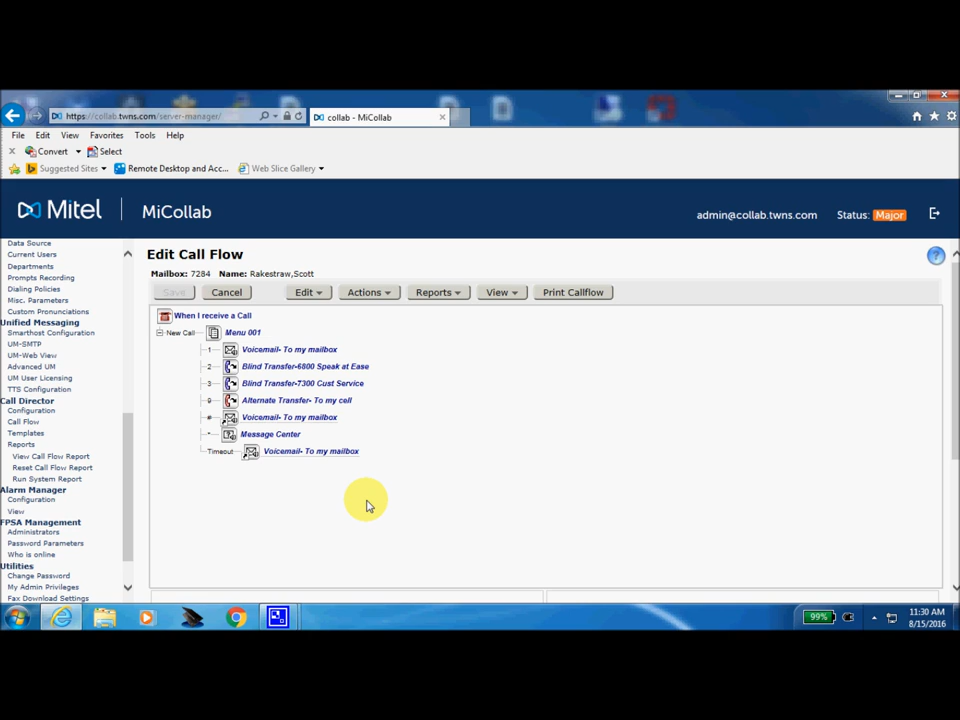 https://collab.twns.com/server-manager/
collab - MiCollab
File Edit View Favorites Tools Help
Convert Select
Suggested Sites Remote Desktop and Acc... Web Slice Gallery
Mitel MiCollab
admin@collab.twns.com Status: Major
Data Source
Current Users
Departments
Prompts Recording
Dialing Policies
Misc. Parameters
Custom Pronunciations
Unified Messaging
Smarthost Configuration
UM-SMTP
UM-Web View
Advanced UM
UM User Licensing
TTS Configuration
Call Director
Configuration
Call Flow
Templates
Reports
View Call Flow Report
Reset Call Flow Report
Run System Report
Alarm Manager
Configuration
View
FPSA Management
Administrators
Password Parameters
Who is online
Utilities
Change Password
My Admin Privileges
Fax Download Settings
Edit Call Flow
Mailbox: 7284 Name: Rakestraw,Scott
Save Cancel Edit Actions Reports View Print Callflow
When I receive a Call
New Call Menu 001
1 Voicemail- To my mailbox
2 Blind Transfer-6800 Speak at Ease
3 Blind Transfer-7300 Cust Service
9 Alternate Transfer- To my cell
# Voicemail- To my mailbox
* Message Center
Timeout Voicemail- To my mailbox
99%
11:30 AM
8/15/2016